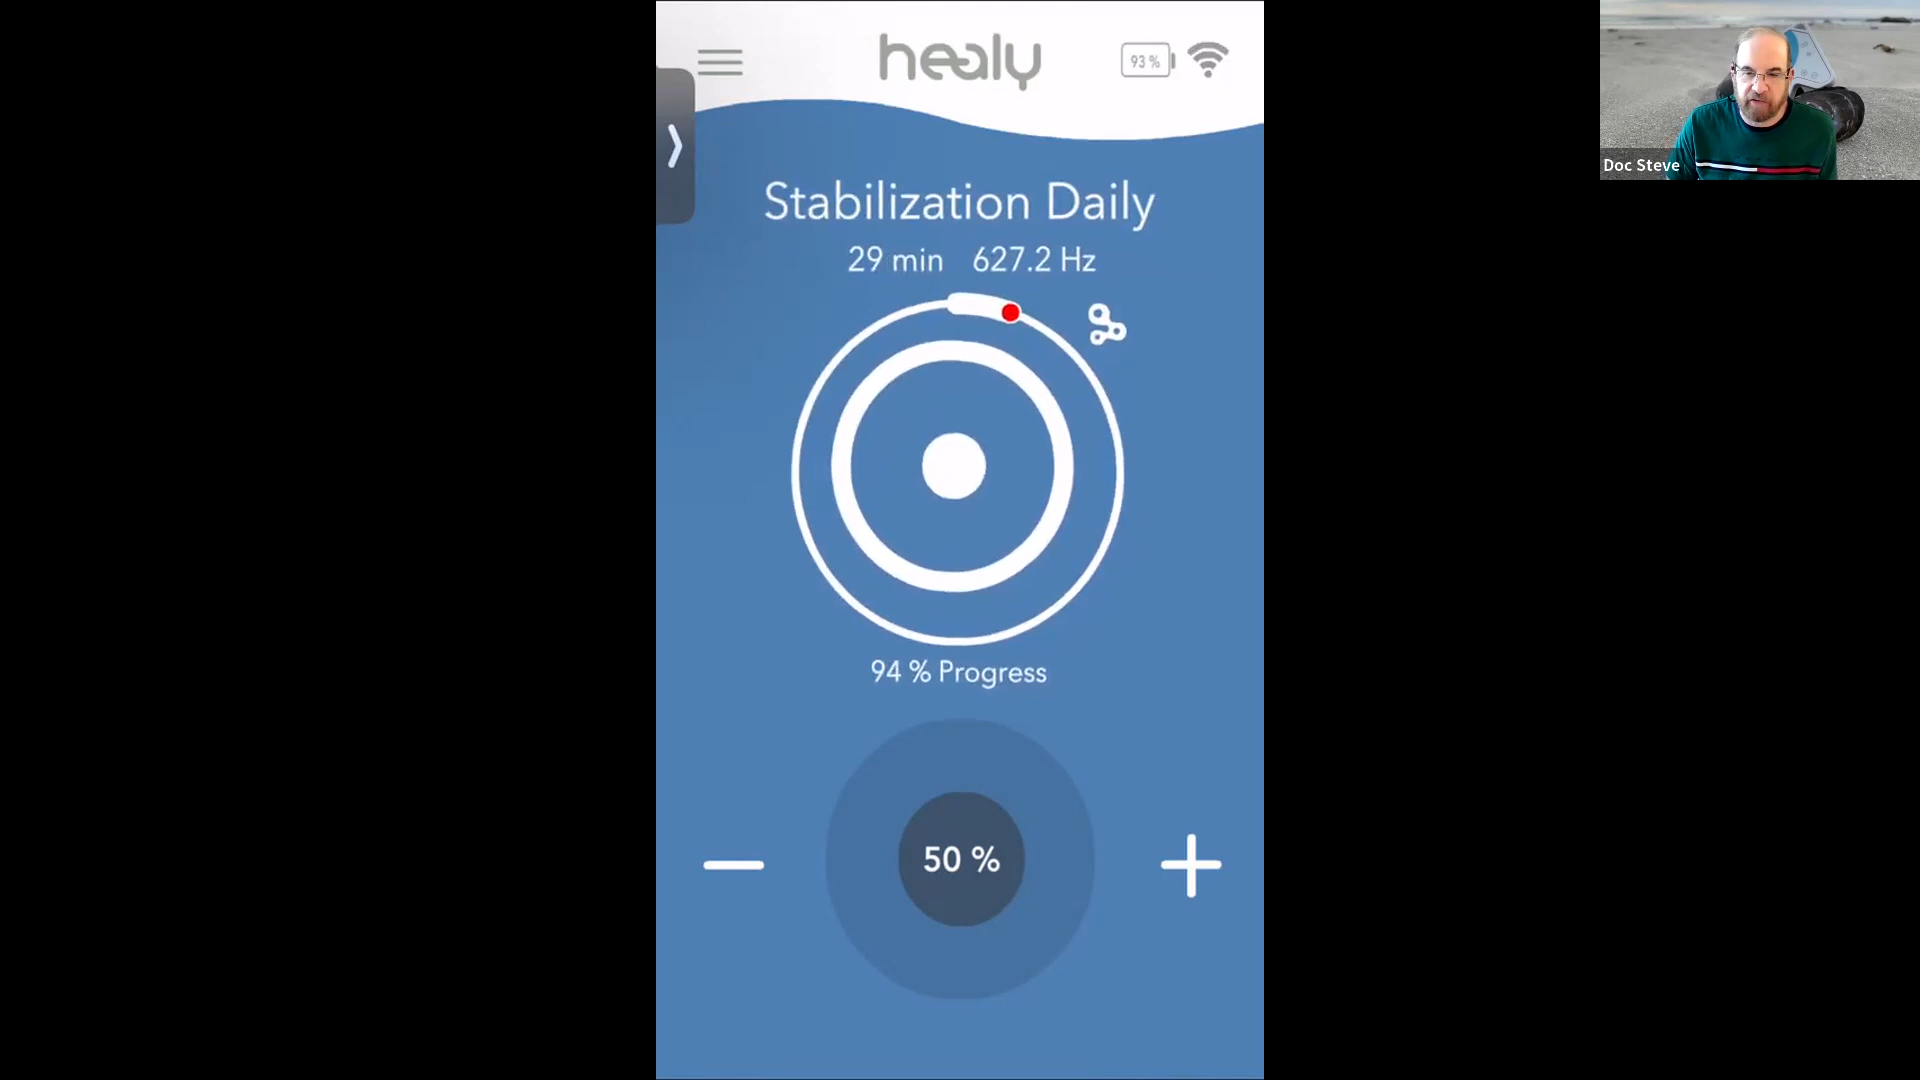 healy
93 %
Stabilization Daily
29 min 627.2 Hz
94 % Progress
50 %
Doc Steve